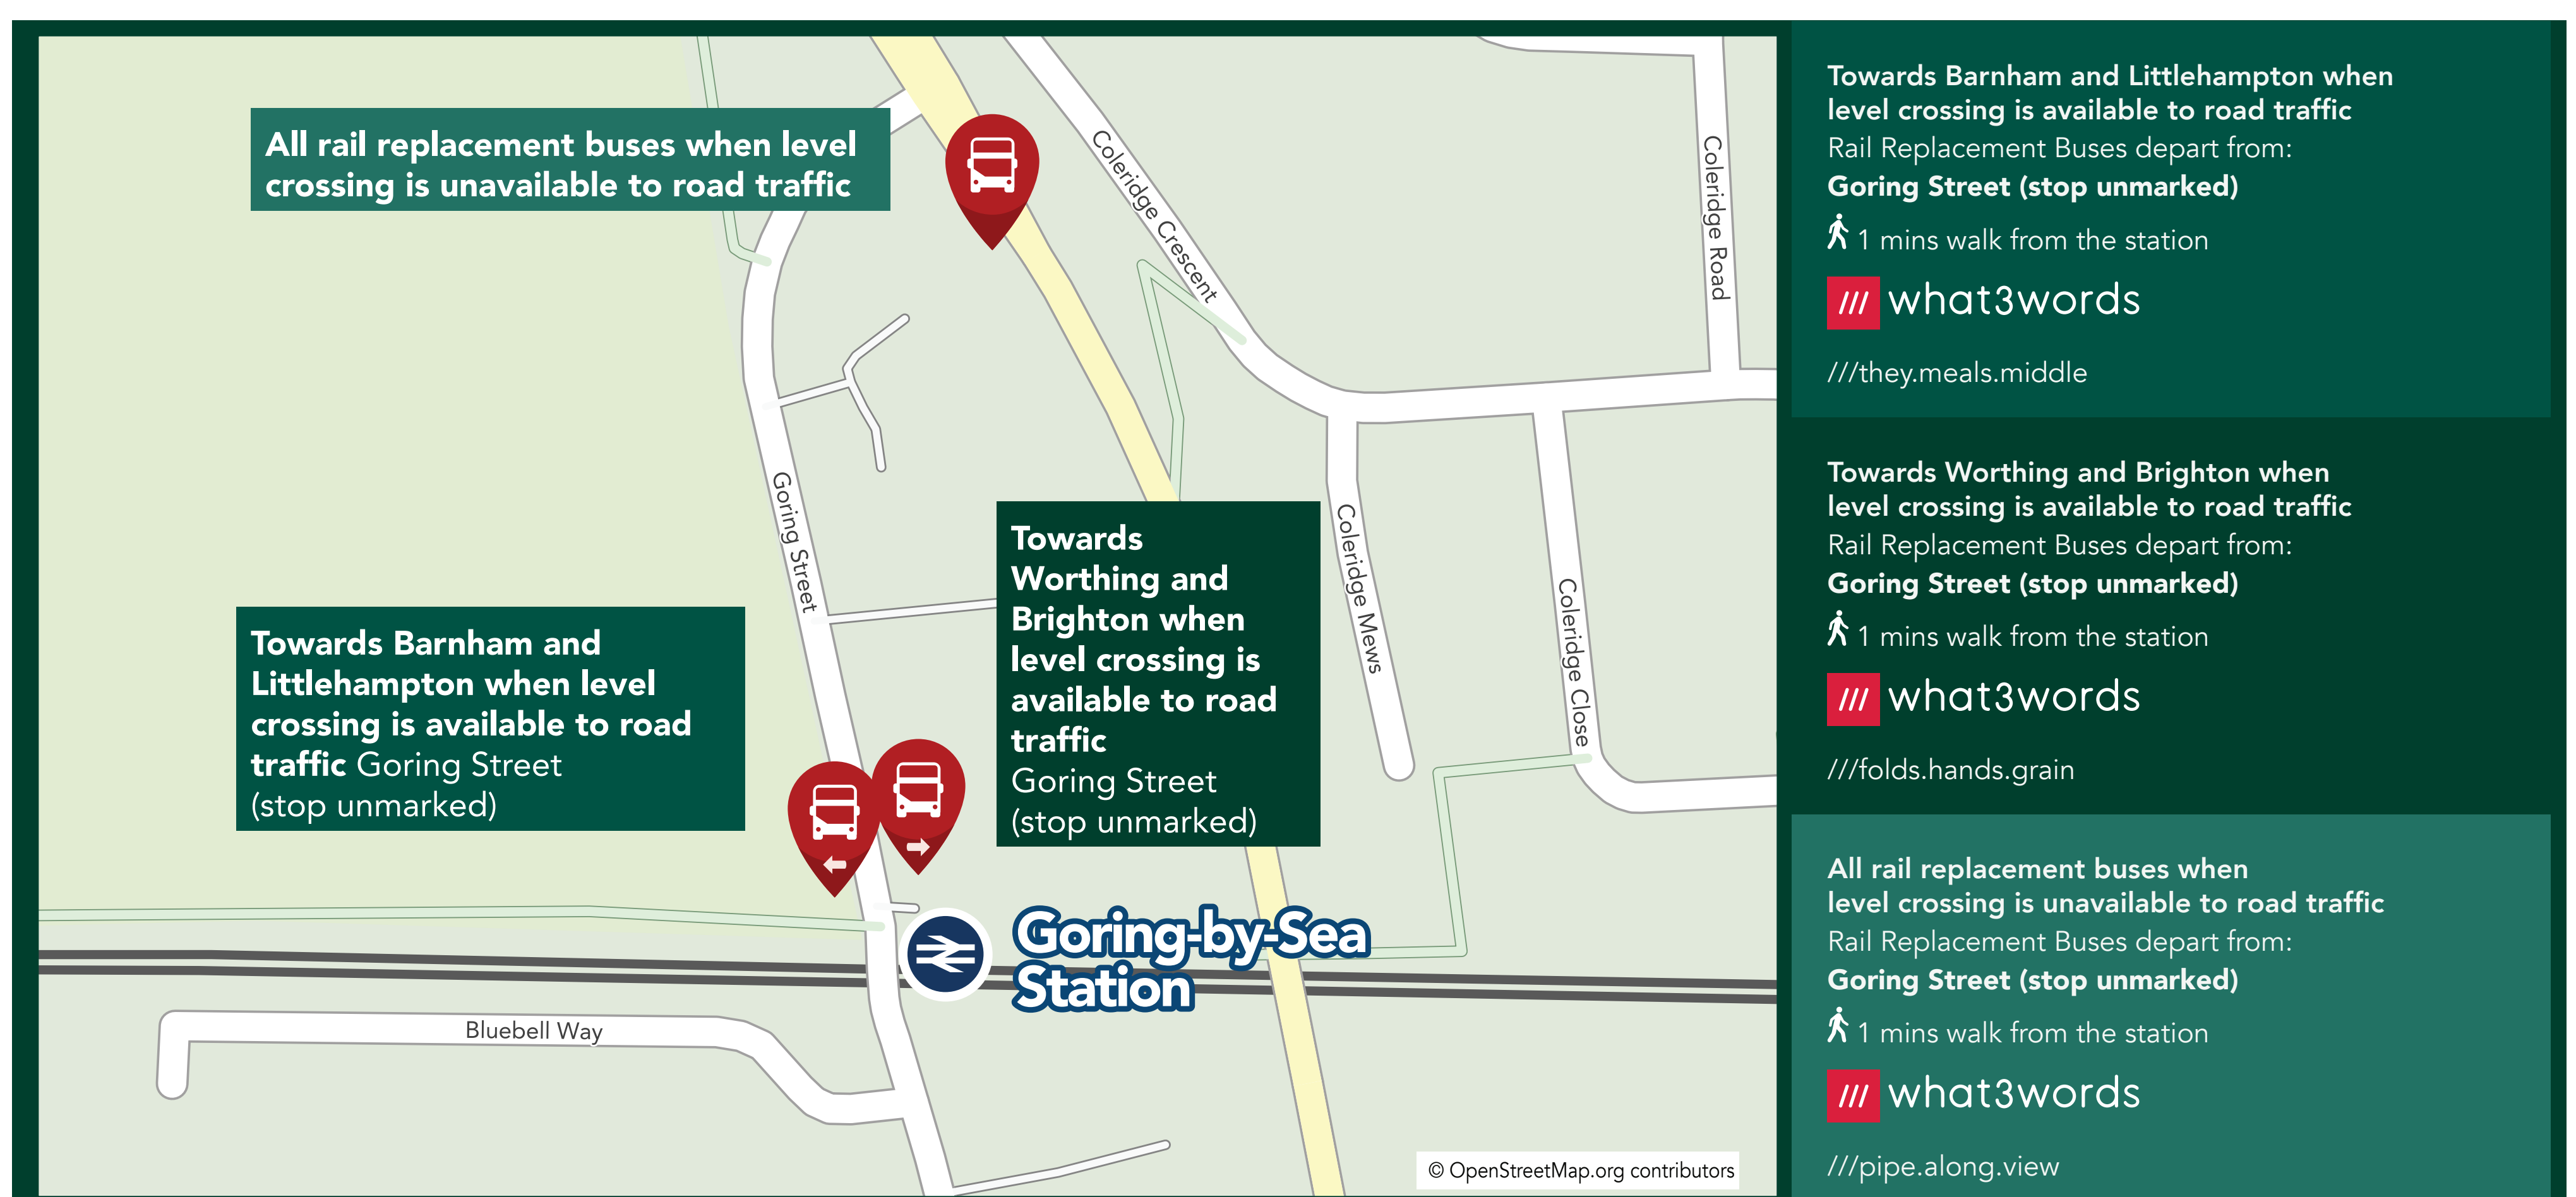 All rail replacement buses when level
crossing is unavailable to road traffic
Coleridge Crescent
Coleridge Road
Goring Street
Towards
Worthing and
Brighton when
level crossing is
available to road
traffic
Goring Street
(stop unmarked)
Coleridge Mews
Coleridge Close
Towards Barnham and
Littlehampton when level
crossing is available to road
traffic Goring Street
(stop unmarked)
Goring-by-Sea
Station
Bluebell Way
© OpenStreetMap.org contributors
Towards Barnham and Littlehampton when
level crossing is available to road traffic
Rail Replacement Buses depart from:
Goring Street (stop unmarked)
1 mins walk from the station
/// what3words
///they.meals.middle
Towards Worthing and Brighton when
level crossing is available to road traffic
Rail Replacement Buses depart from:
Goring Street (stop unmarked)
1 mins walk from the station
/// what3words
///folds.hands.grain
All rail replacement buses when
level crossing is unavailable to road traffic
Rail Replacement Buses depart from:
Goring Street (stop unmarked)
1 mins walk from the station
/// what3words
///pipe.along.view